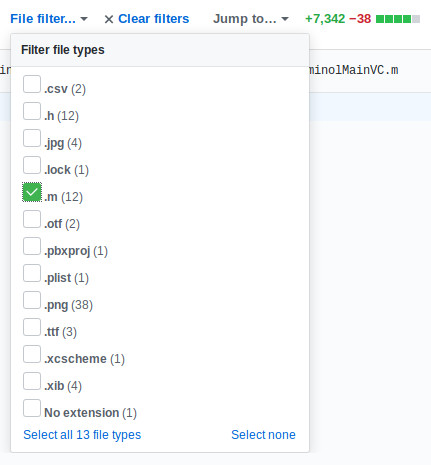 File filter... Clear filters Jump to... +7,342 −38
Filter file types
in minolMainVC.m
.csv (2)
.h (12)
.jpg (4)
.lock (1)
.m (12)
.otf (2)
.pbxproj (1)
.plist (1)
.png (38)
.ttf (3)
.xcscheme (1)
.xib (4)
No extension (1)
Select all 13 file types Select none